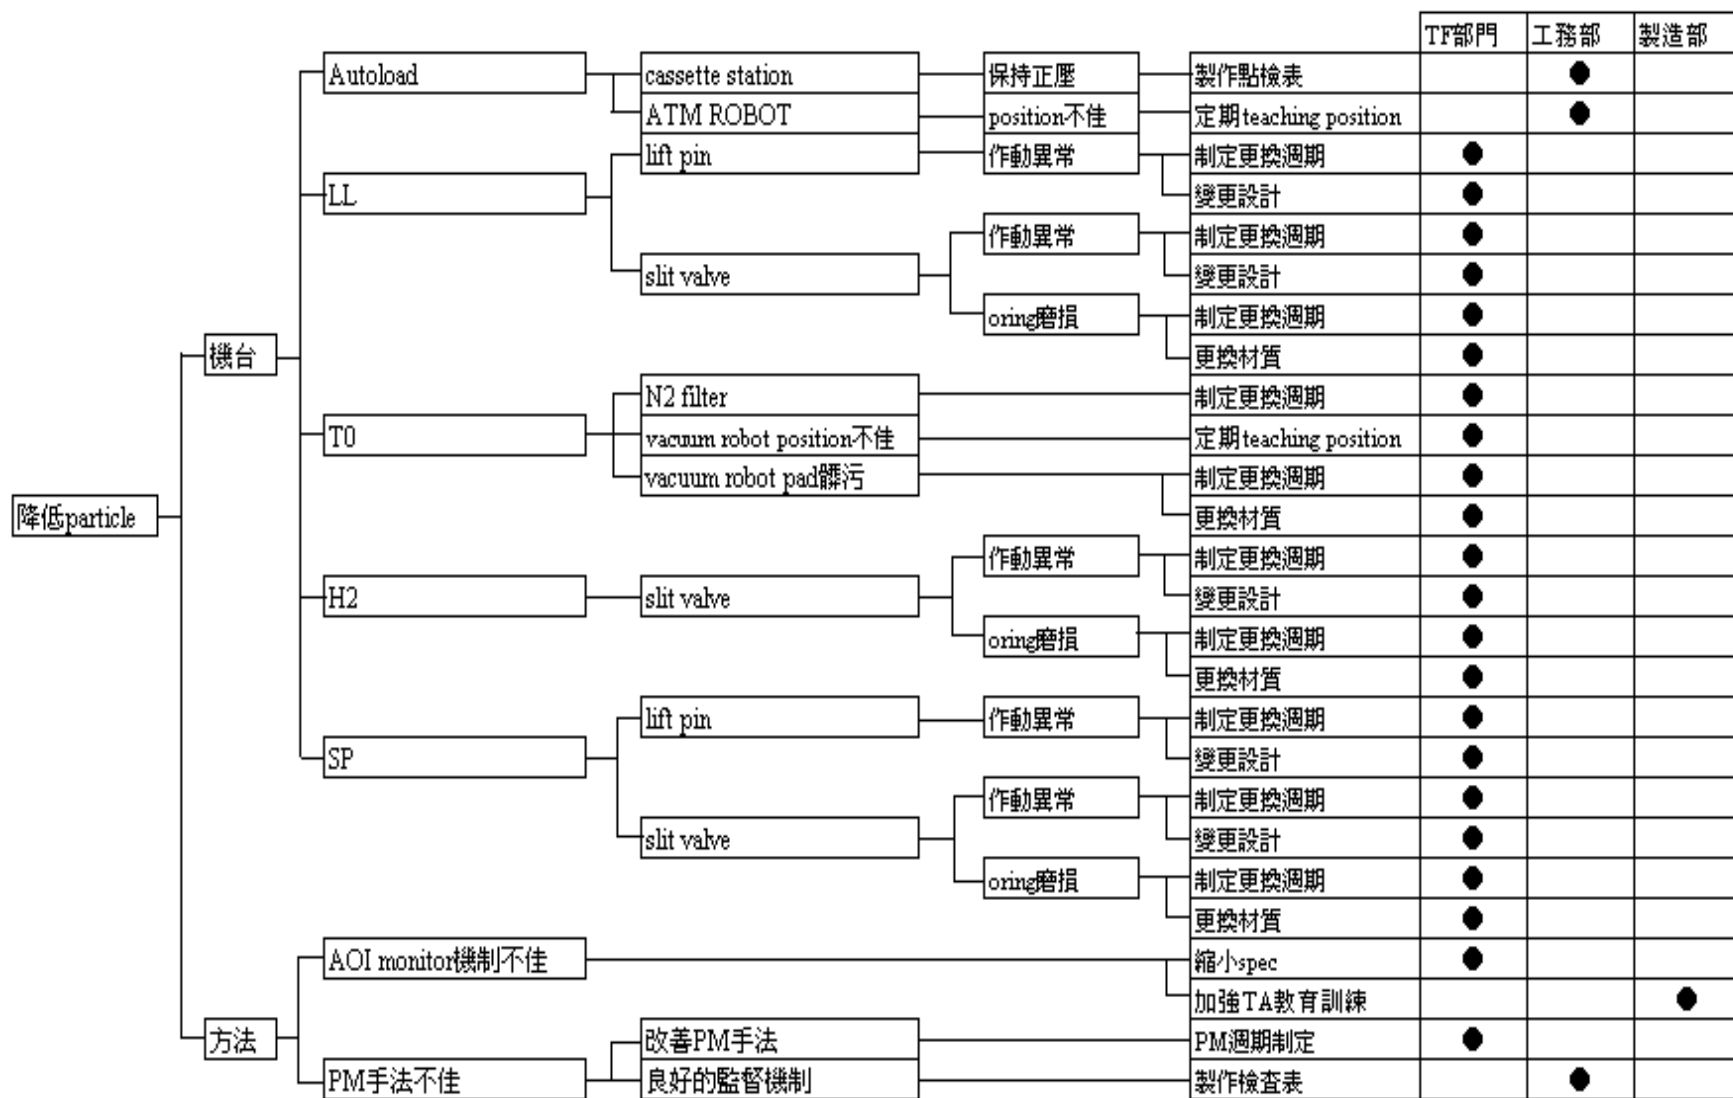 TF部門 工務部 製造部
Autoload cassette station 保持正壓 製作點檢表 ●
ATM ROBOT position不佳 定期teaching position ●
lift pin 作動異常 制定更換週期 ●
LL 變更設計 ●
作動異常 制定更換週期 ●
slit valve 變更設計 ●
oring磨損 制定更換週期 ●
機台 更換材質 ●
N2 filter 制定更換週期 ●
T0 vacuum robot position不佳 定期teaching position ●
vacuum robot pad髒污 制定更換週期 ●
降低particle 更換材質 ●
作動異常 制定更換週期 ●
H2 slit valve 變更設計 ●
oring磨損 制定更換週期 ●
更換材質 ●
lift pin 作動異常 制定更換週期 ●
SP 變更設計 ●
作動異常 制定更換週期 ●
slit valve 變更設計 ●
oring磨損 制定更換週期 ●
更換材質 ●
AOI monitor機制不佳 縮小spec ●
加強TA教育訓練 ●
方法 改善PM手法 PM週期制定 ●
PM手法不佳 良好的監督機制 製作檢查表 ●